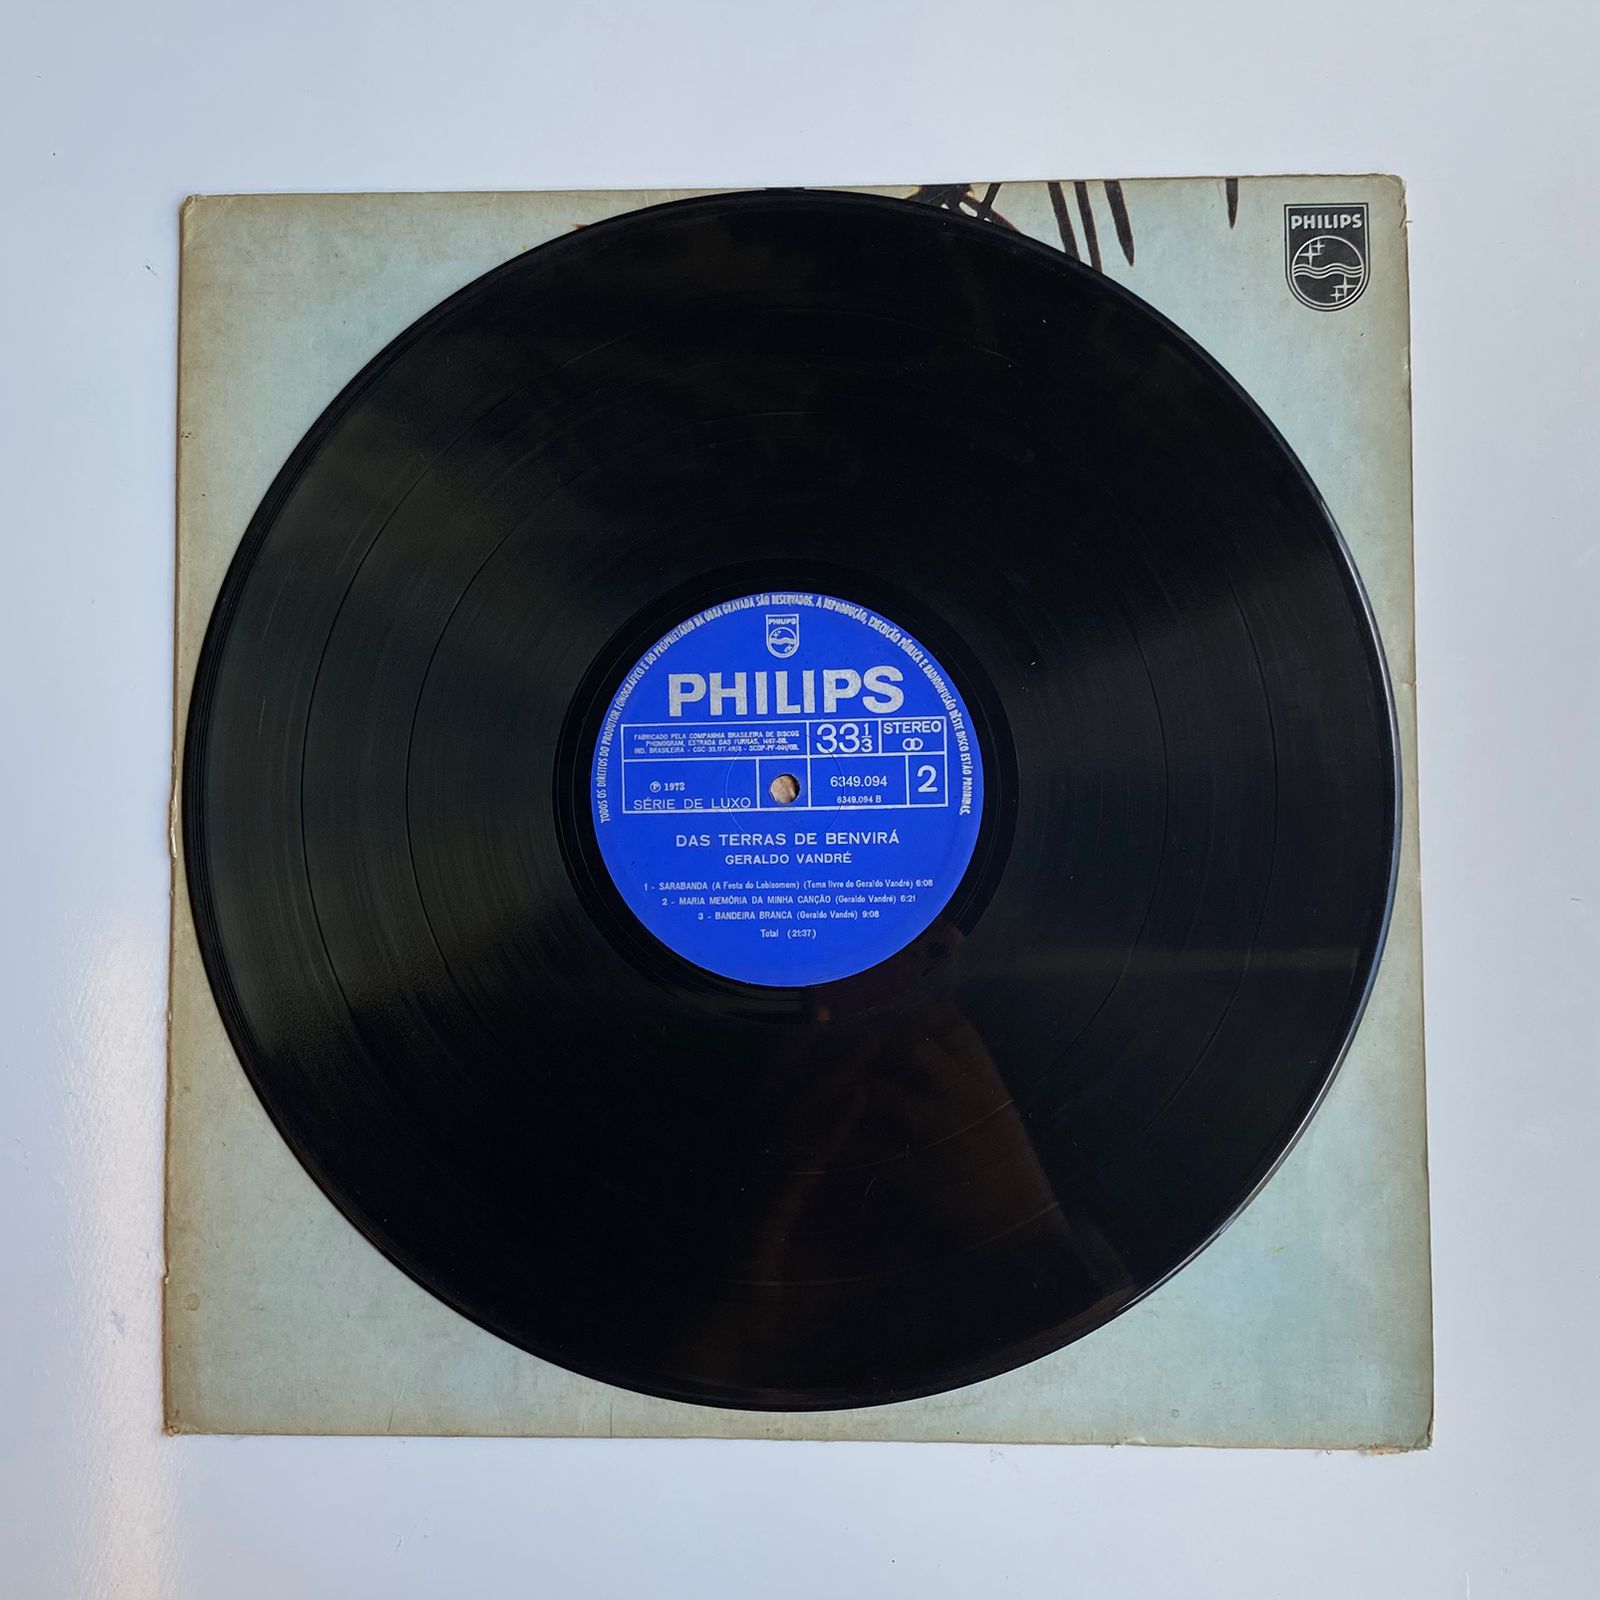 PHILIPS
TODOS OS DIREITOS DO PRODUTOR FONOGRÁFICO E DO PROPRIETÁRIO DA OBRA GRAVADA SÃO RESERVADOS. A REPRODUÇÃO, EXECUÇÃO PÚBLICA E RADIODIFUSÃO DÊSTE DISCO ESTÃO PROIBIDAS.
PHILIPS
PHILIPS
FABRICADO PELA COMPANHIA BRASILEIRA DE DISCOS
PHONOGRAM, ESTRADA DAS FURNAS,
IND. BRASILEIRA - CGC
33 1/3
STEREO
℗ 1973
SÉRIE DE LUXO
6349.094
6349.094 B
2
DAS TERRAS DE BENVIRÁ
GERALDO VANDRÉ
1 - SARABANDA (A Festa do Lobisomem) (Tema livre de Geraldo Vandré) 6:08
2 - MARIA MEMÓRIA DA MINHA CANÇÃO (Geraldo Vandré) 6:21
3 - BANDEIRA BRANCA (Geraldo Vandré) 9:08
Total (21:37)